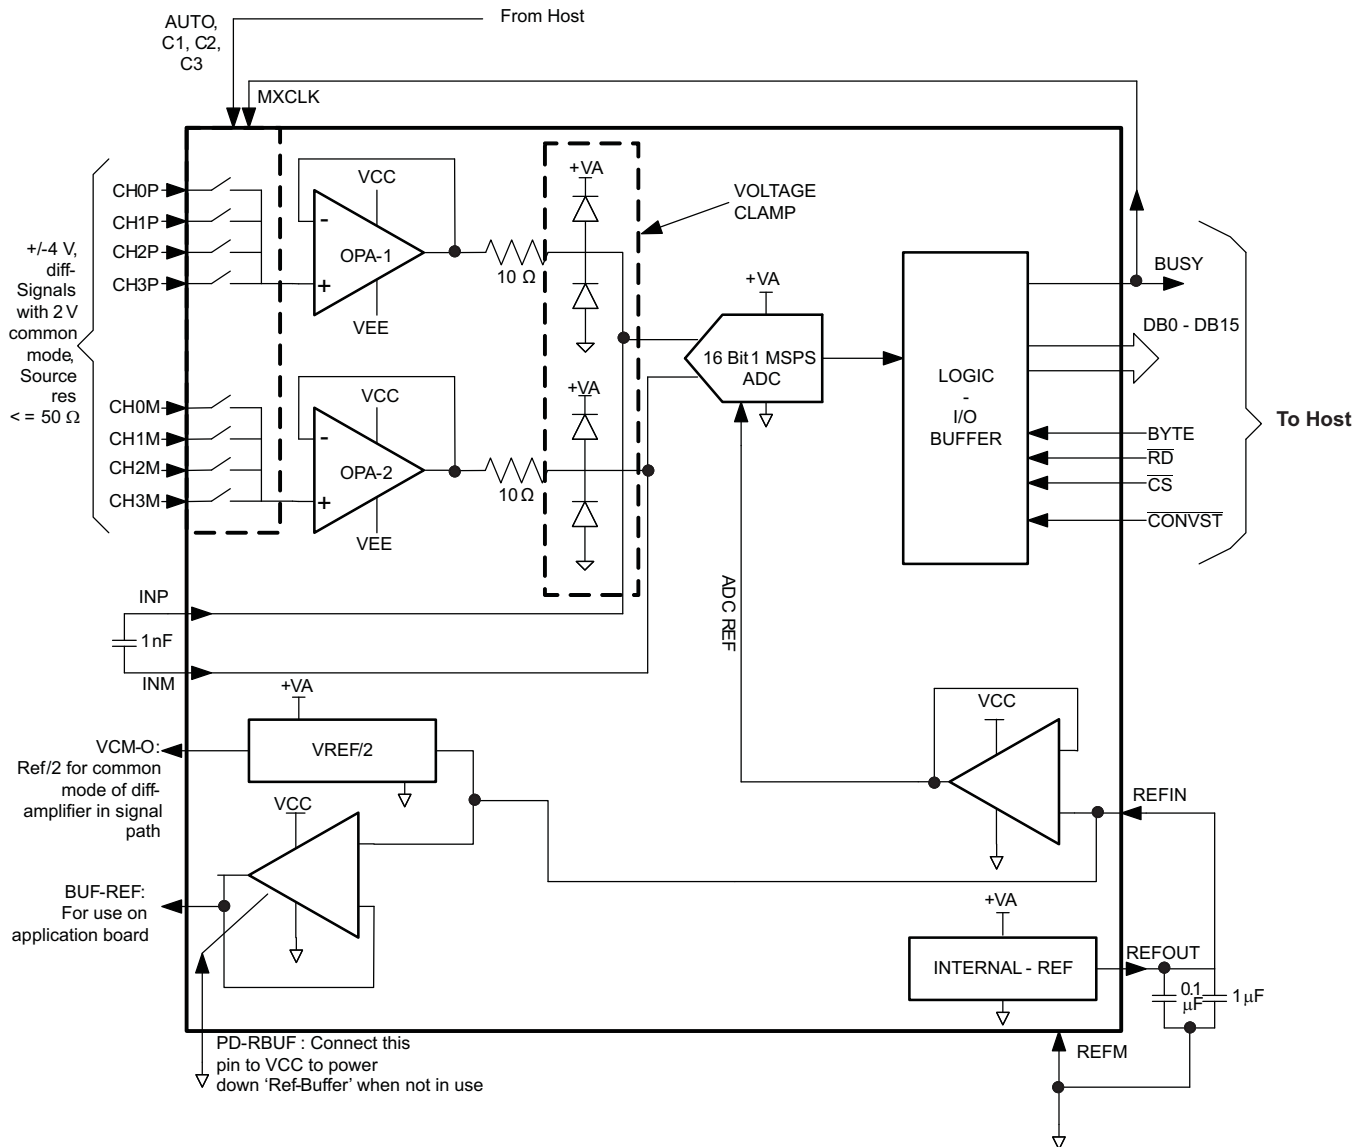 From Host
AUTO,
C1, C2,
C3
MXCLK
CH0P
CH1P
CH2P
CH3P
+/-4 V,
diff-
Signals
with 2 V
common
mode,
Source
res
< = 50 Ω
CH0M
CH1M
CH2M
CH3M
VCC
-
OPA-1
+
VEE
10 Ω
VCC
-
OPA-2
+
VEE
10 Ω
+VA
+VA
VOLTAGE
CLAMP
+VA
16 Bit 1 MSPS
ADC
LOGIC
-
I/O
BUFFER
BUSY
DB0 - DB15
BYTE
RD
CS
CONVST
To Host
INP
1 nF
INM
ADC REF
+VA
VREF/2
VCM-O:
Ref/2 for common
mode of diff-
amplifier in signal
path
VCC
BUF-REF:
For use on
application board
VCC
REFIN
+VA
INTERNAL - REF
REFOUT
0.1
μF
1 μF
REFM
PD-RBUF : Connect this
pin to VCC to power
down ‘Ref-Buffer’ when not in use